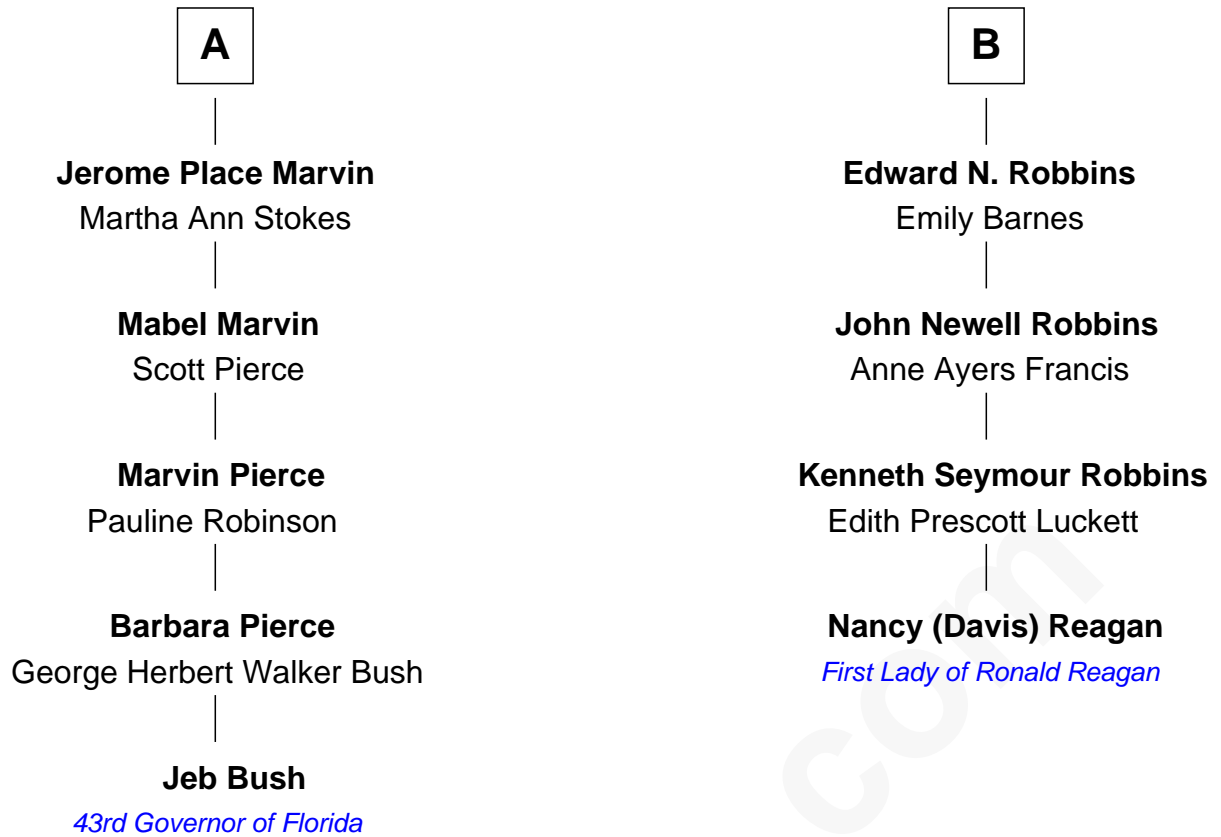 A
Jerome Place Marvin
Martha Ann Stokes
Mabel Marvin
Scott Pierce
Marvin Pierce
Pauline Robinson
Barbara Pierce
George Herbert Walker Bush
Jeb Bush
43rd Governor of Florida
B
Edward N. Robbins
Emily Barnes
John Newell Robbins
Anne Ayers Francis
Kenneth Seymour Robbins
Edith Prescott Luckett
Nancy (Davis) Reagan
First Lady of Ronald Reagan
com